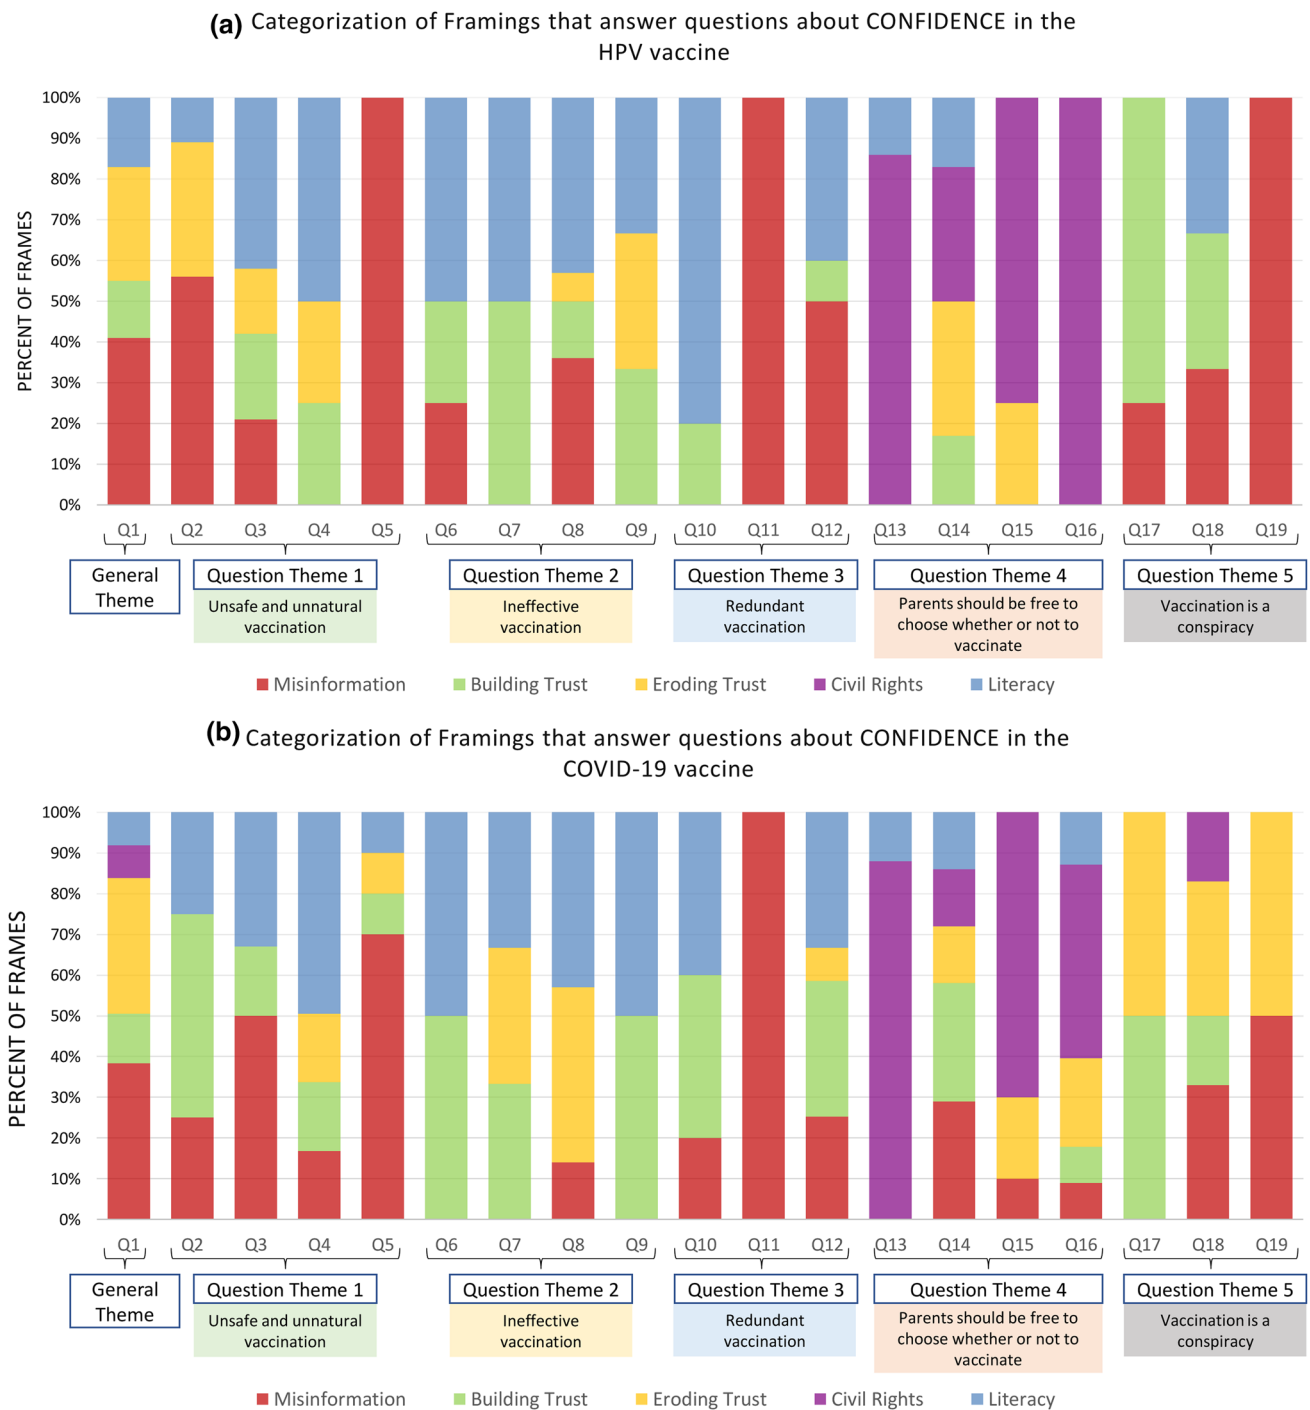 (a) Categorization of Framings that answer questions about CONFIDENCE in the
HPV vaccine
PERCENT OF FRAMES
100%
90%
80%
70%
60%
50%
40%
30%
20%
10%
0%
Q1 Q2 Q3 Q4 Q5 Q6 Q7 Q8 Q9 Q10 Q11 Q12 Q13 Q14 Q15 Q16 Q17 Q18 Q19
General
Theme
Question Theme 1
Unsafe and unnatural
vaccination
Question Theme 2
Ineffective
vaccination
Question Theme 3
Redundant
vaccination
Question Theme 4
Parents should be free to
choose whether or not to
vaccinate
Question Theme 5
Vaccination is a
conspiracy
Misinformation Building Trust Eroding Trust Civil Rights Literacy
(b) Categorization of Framings that answer questions about CONFIDENCE in the
COVID-19 vaccine
PERCENT OF FRAMES
100%
90%
80%
70%
60%
50%
40%
30%
20%
10%
0%
Q1 Q2 Q3 Q4 Q5 Q6 Q7 Q8 Q9 Q10 Q11 Q12 Q13 Q14 Q15 Q16 Q17 Q18 Q19
General
Theme
Question Theme 1
Unsafe and unnatural
vaccination
Question Theme 2
Ineffective
vaccination
Question Theme 3
Redundant
vaccination
Question Theme 4
Parents should be free to
choose whether or not to
vaccinate
Question Theme 5
Vaccination is a
conspiracy
Misinformation Building Trust Eroding Trust Civil Rights Literacy